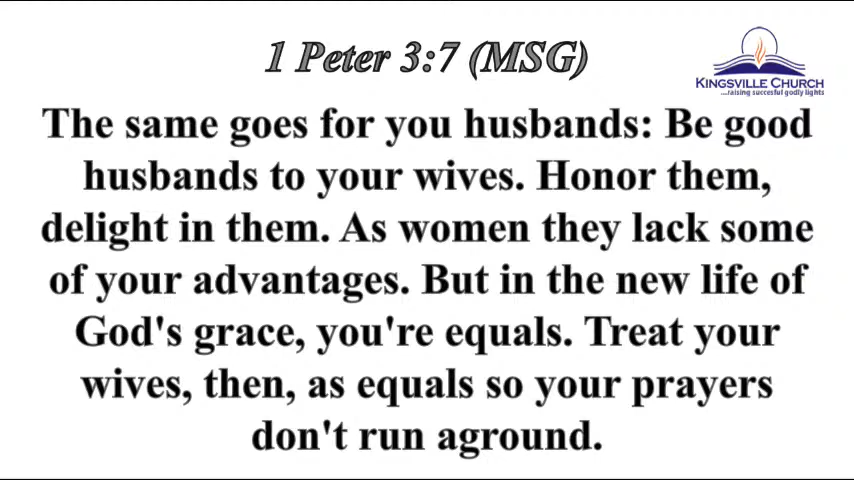 1 Peter 3:7 (MSG)
KINGSVILLE CHURCH
...raising succesful godly lights
The same goes for you husbands: Be good
husbands to your wives. Honor them,
delight in them. As women they lack some
of your advantages. But in the new life of
God's grace, you're equals. Treat your
wives, then, as equals so your prayers
don't run aground.